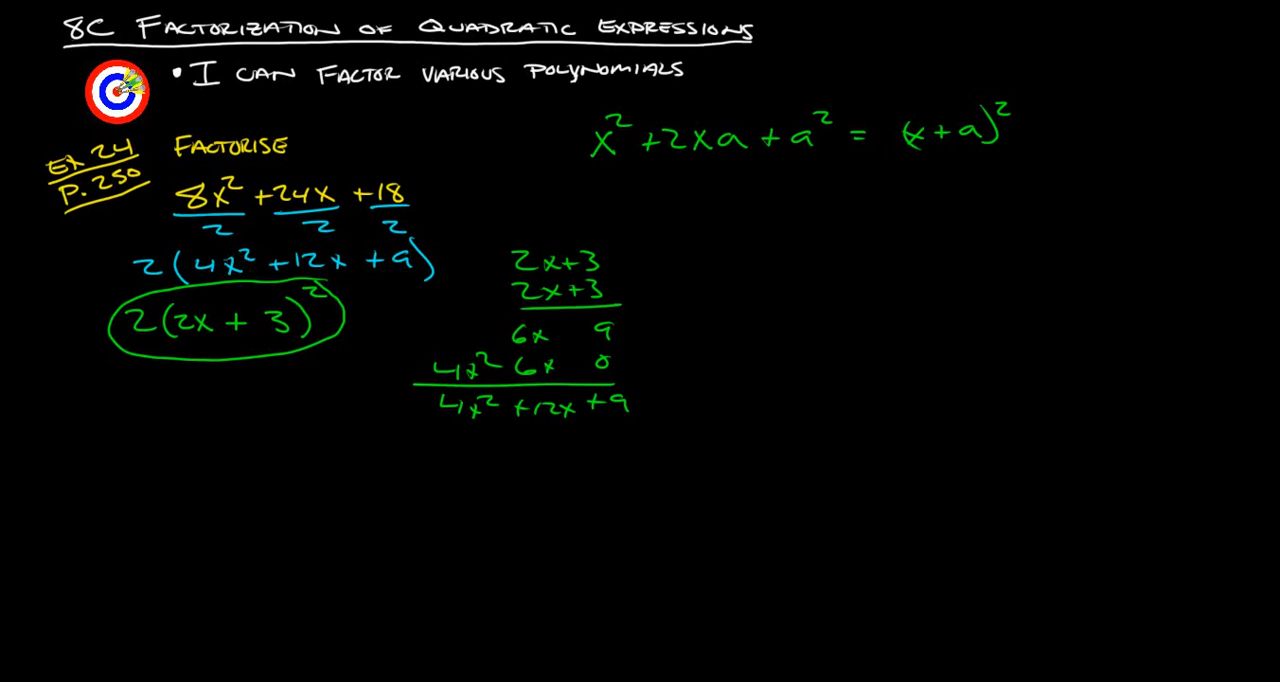 8C FACTORIZATION OF QUADRATIC EXPRESSIONS
• I CAN FACTOR VARIOUS POLYNOMIALS
x² + 2xa + a² = (x + a)²
EX 24
P. 250
FACTORISE
8x² + 24x + 18
2 2 2
2(4x² + 12x + 9)
2(2x + 3)²
2x+3
2x+3
6x 9
4x² 6x 0
4x² +12x +9